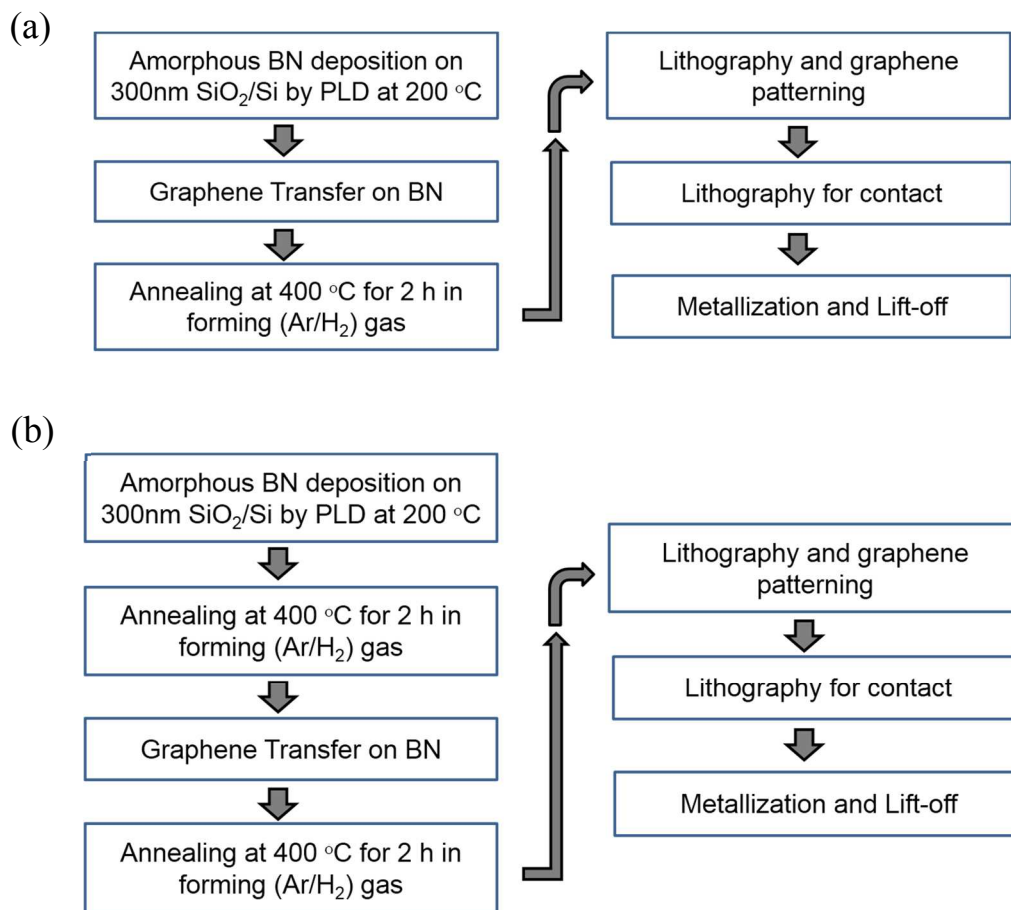 (a)
Amorphous BN deposition on
300nm SiO₂/Si by PLD at 200 °C
Graphene Transfer on BN
Annealing at 400 °C for 2 h in
forming (Ar/H₂) gas
Lithography and graphene
patterning
Lithography for contact
Metallization and Lift-off
(b)
Amorphous BN deposition on
300nm SiO₂/Si by PLD at 200 °C
Annealing at 400 °C for 2 h in
forming (Ar/H₂) gas
Graphene Transfer on BN
Annealing at 400 °C for 2 h in
forming (Ar/H₂) gas
Lithography and graphene
patterning
Lithography for contact
Metallization and Lift-off